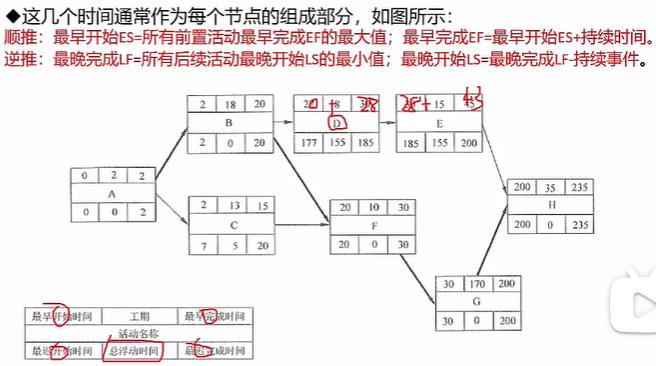 ◆这几个时间通常作为每个节点的组成部分，如图所示：
顺推：最早开始ES=所有前置活动最早完成EF的最大值；最早完成EF=最早开始ES+持续时间。
逆推：最晚完成LF=所有后续活动最晚开始LS的最小值；最晚开始LS=最晚完成LF-持续事件。
2 18 20
B
2 0 20
8 28
D
177 155 185
28+ 15 43
E
185 155 200
0 2 2
A
0 0 2
2 13 15
C
7 5 20
20 10 30
F
20 0 30
200 35 235
H
200 0 235
30 170 200
G
30 0 200
最早开始时间 工期 最早完成时间
活动名称
最迟开始时间 总浮动时间 最迟完成时间